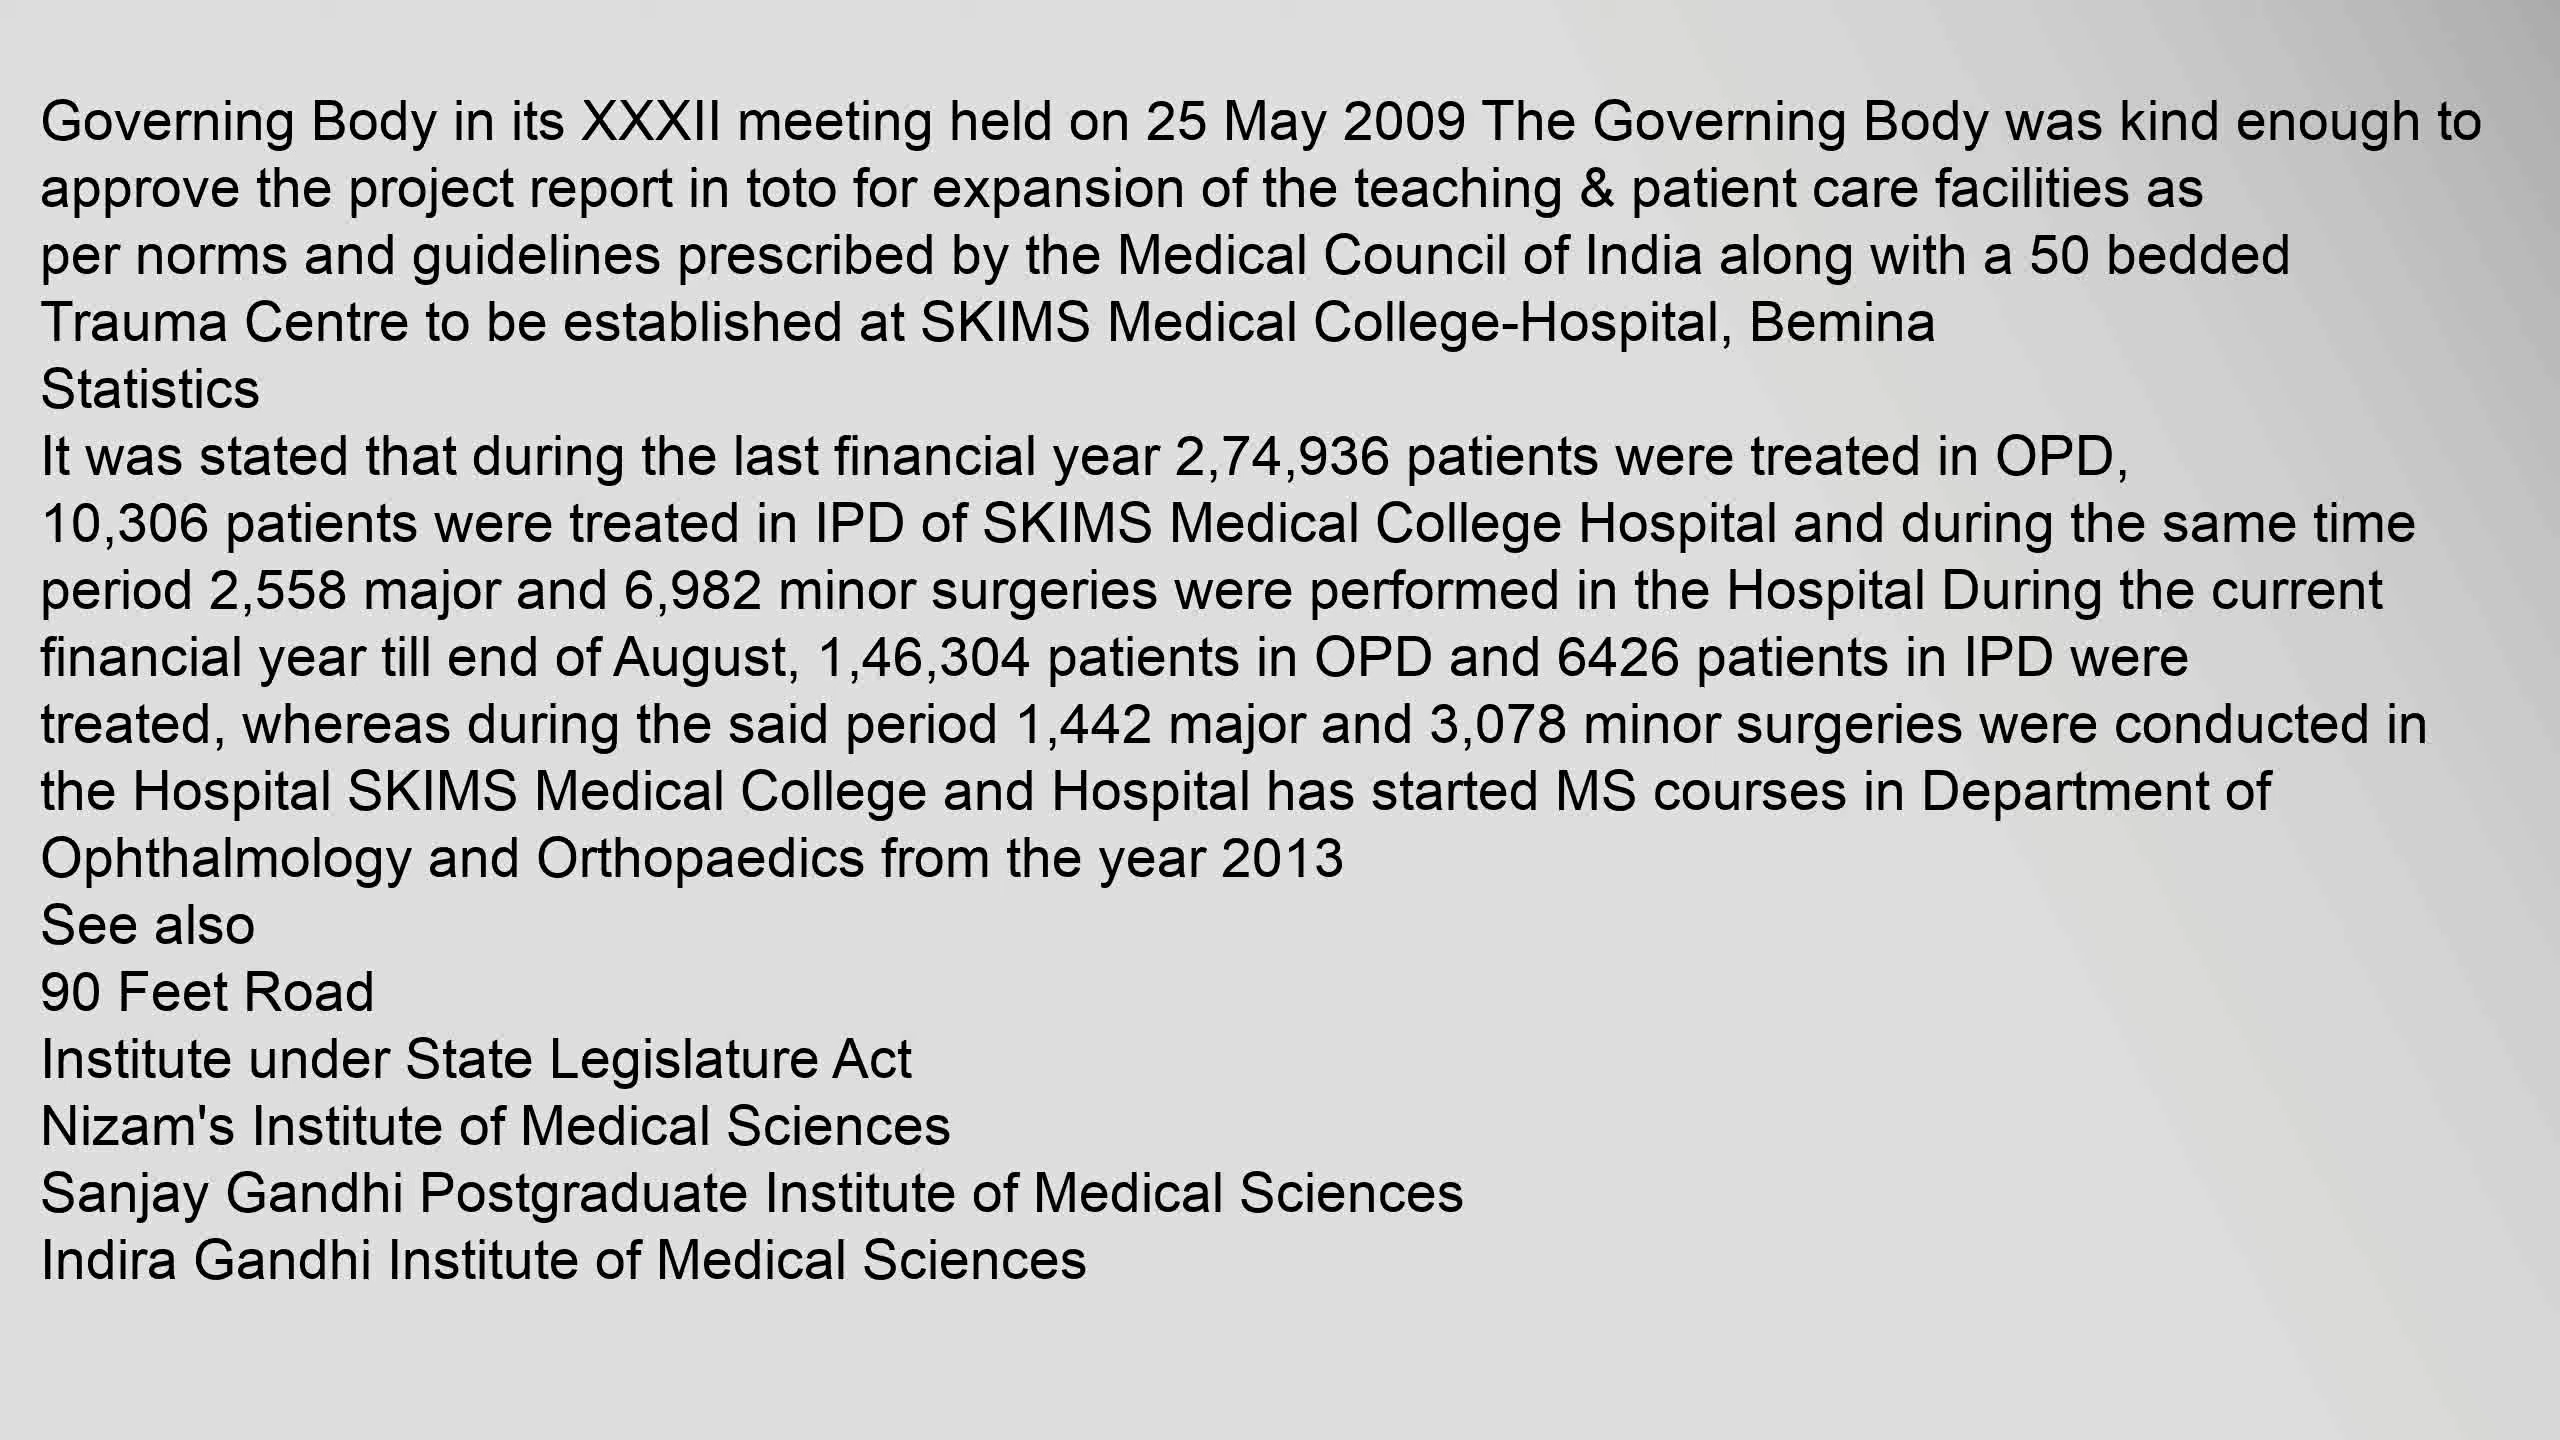 Governing Body in its XXXII meeting held on 25 May 2009 The Governing Body was kind enough to
approve the project report in toto for expansion of the teaching & patient care facilities as
per norms and guidelines prescribed by the Medical Council of India along with a 50 bedded
Trauma Centre to be established at SKIMS Medical College-Hospital, Bemina
Statistics
It was stated that during the last financial year 2,74,936 patients were treated in OPD,
10,306 patients were treated in IPD of SKIMS Medical College Hospital and during the same time
period 2,558 major and 6,982 minor surgeries were performed in the Hospital During the current
financial year till end of August, 1,46,304 patients in OPD and 6426 patients in IPD were
treated, whereas during the said period 1,442 major and 3,078 minor surgeries were conducted in
the Hospital SKIMS Medical College and Hospital has started MS courses in Department of
Ophthalmology and Orthopaedics from the year 2013
See also
90 Feet Road
Institute under State Legislature Act
Nizam's Institute of Medical Sciences
Sanjay Gandhi Postgraduate Institute of Medical Sciences
Indira Gandhi Institute of Medical Sciences